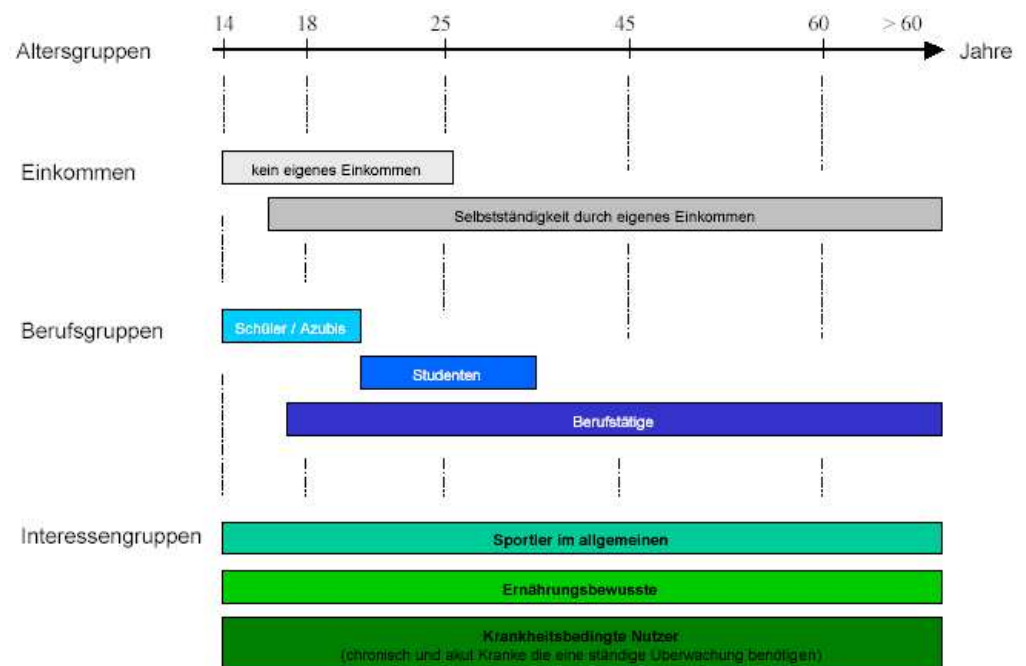 14 18 25 45 60 > 60
Altersgruppen Jahre
Einkommen kein eigenes Einkommen
Selbstständigkeit durch eigenes Einkommen
Berufsgruppen Schüler / Azubis
Studenten
Berufstätige
Interessengruppen Sportler im allgemeinen
Ernährungsbewusste
Krankheitsbedingte Nutzer
(chronisch und akut Kranke die eine ständige Überwachung benötigen)